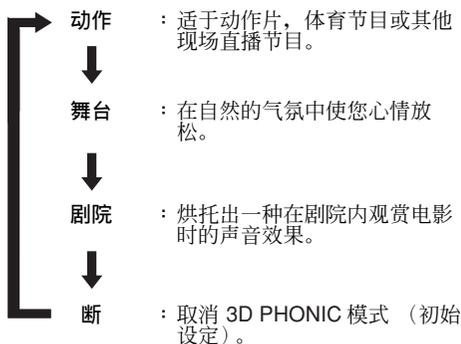 动作 : 适于动作片，体育节目或其他
现场直播节目。
舞台 : 在自然的气氛中使您心情放
松。
剧院 : 烘托出一种在剧院内观赏电影
时的声音效果。
断 : 取消 3D PHONIC 模式 （初始
设定）。